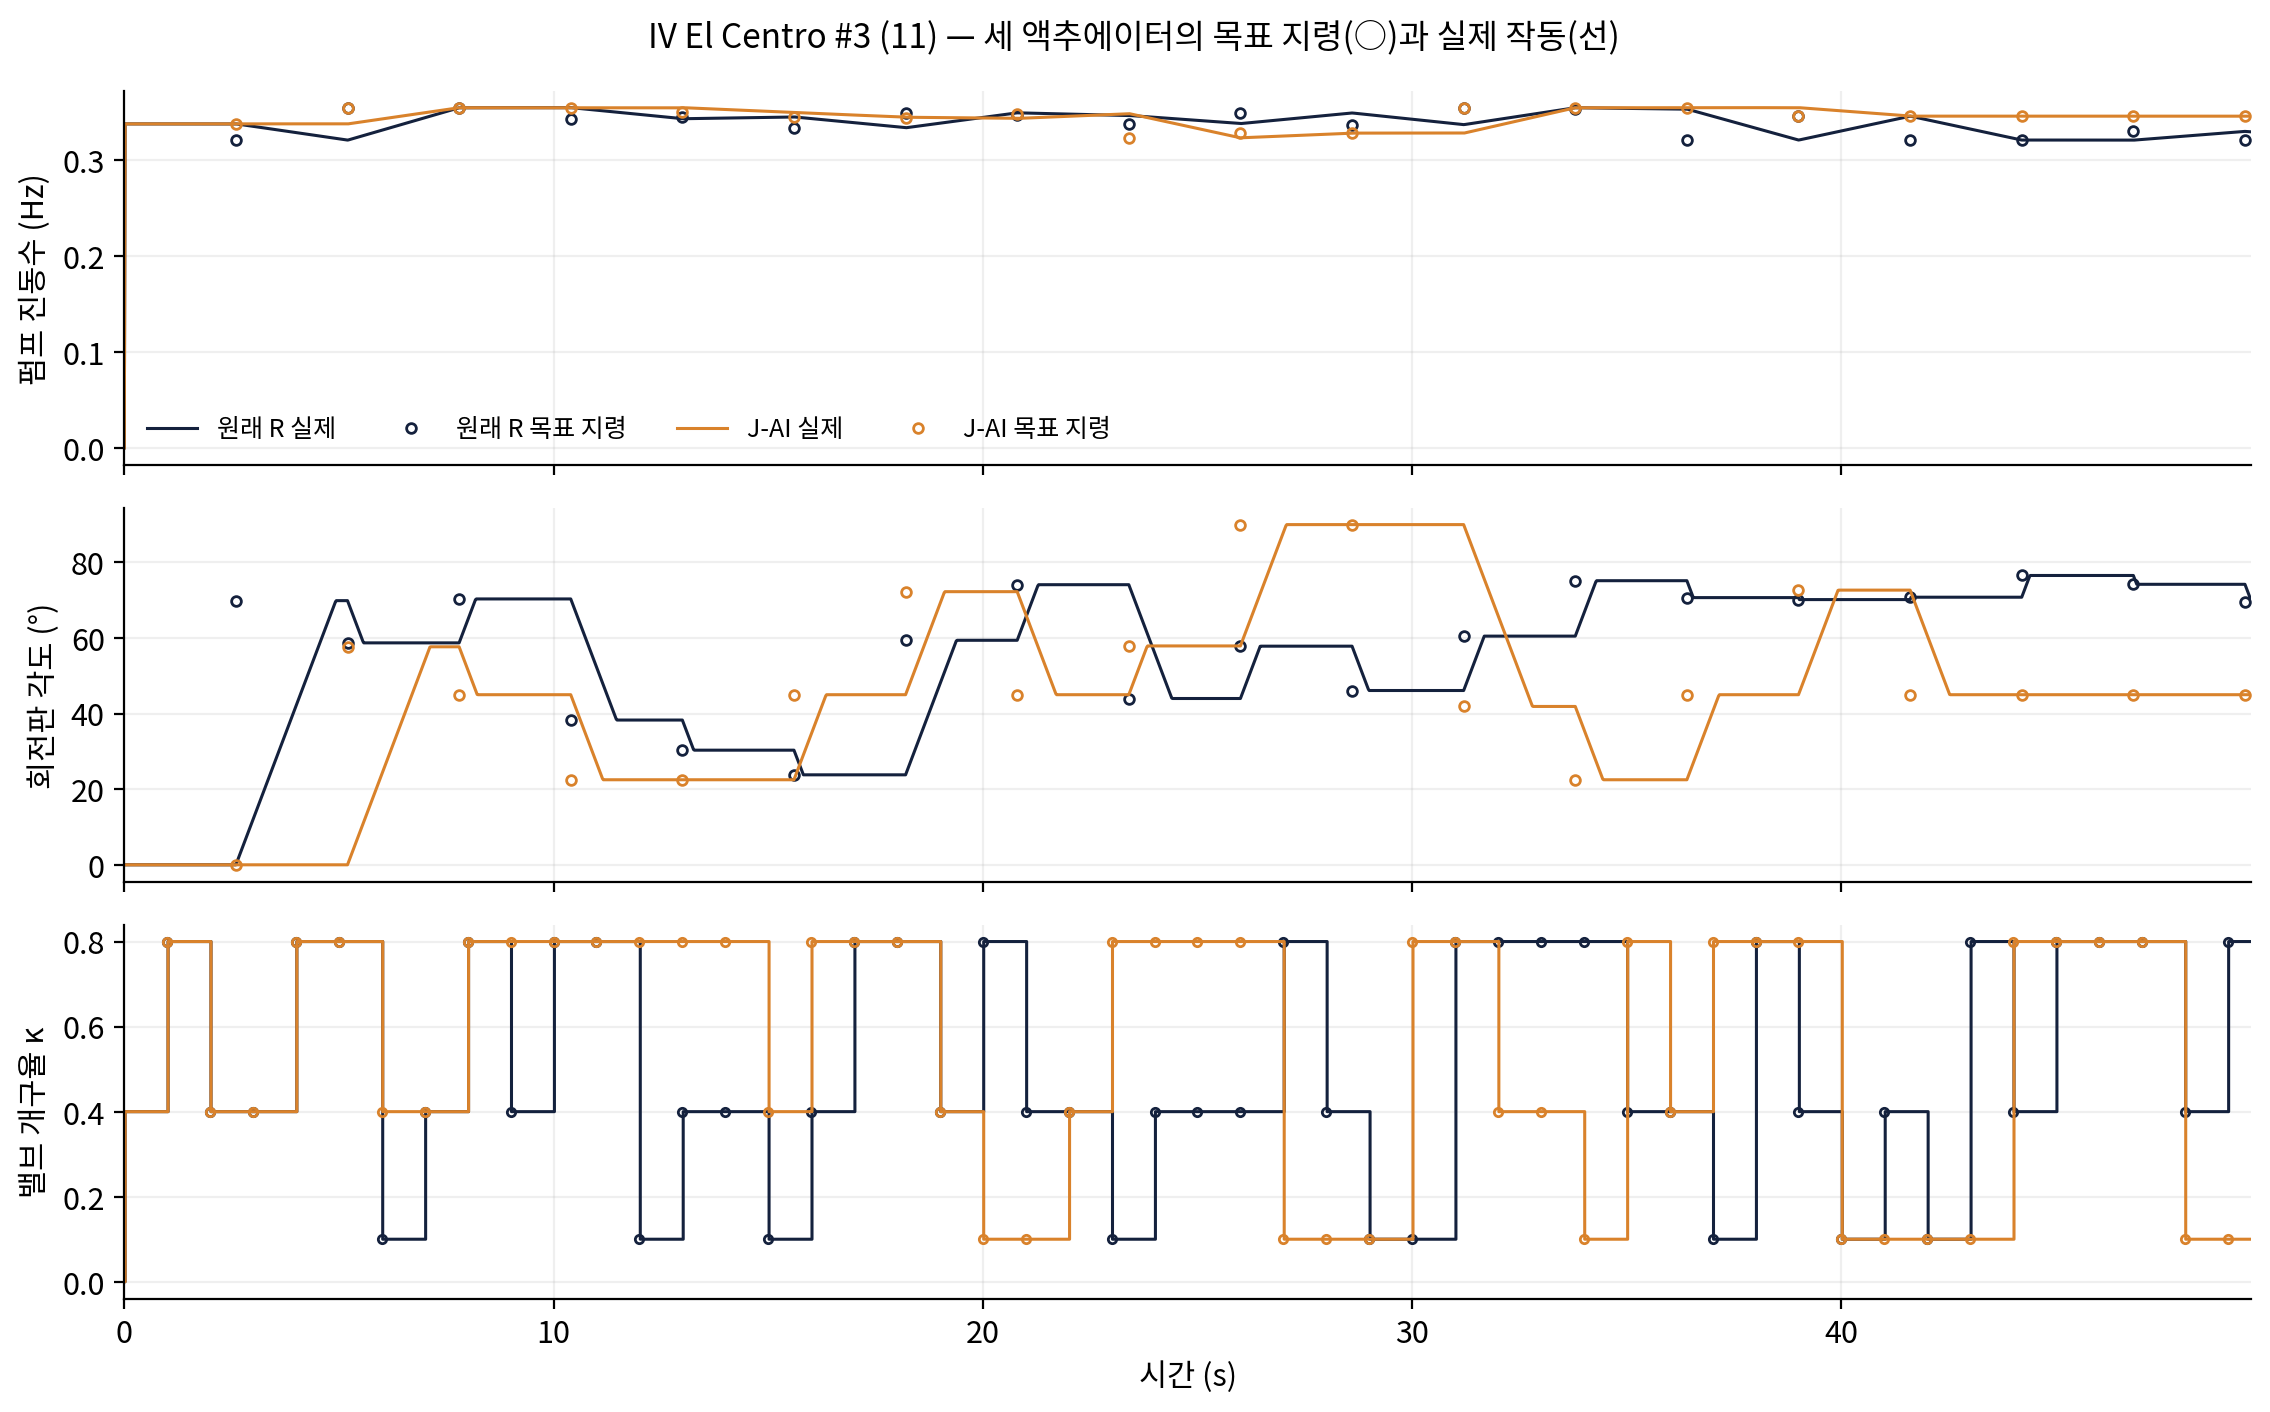 IV El Centro #3 (11) — 세 액추에이터의 목표 지령(○)과 실제 작동(선)
펌프 진동수 (Hz)
0.3
0.2
0.1
0.0
원래 R 실제 원래 R 목표 지령 J-AI 실제 J-AI 목표 지령
회전판 각도 (°)
80
60
40
20
0
밸브 개구율 κ
0.8
0.6
0.4
0.2
0.0
0 10 20 30 40
시간 (s)